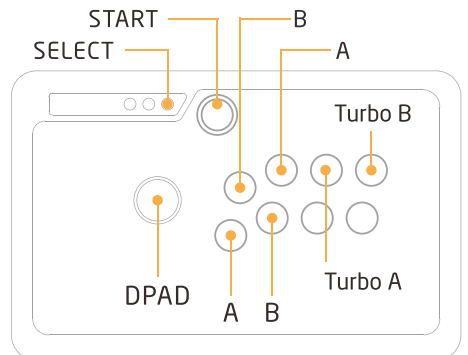 START
B
SELECT
A
Turbo B
DPAD
A
B
Turbo A